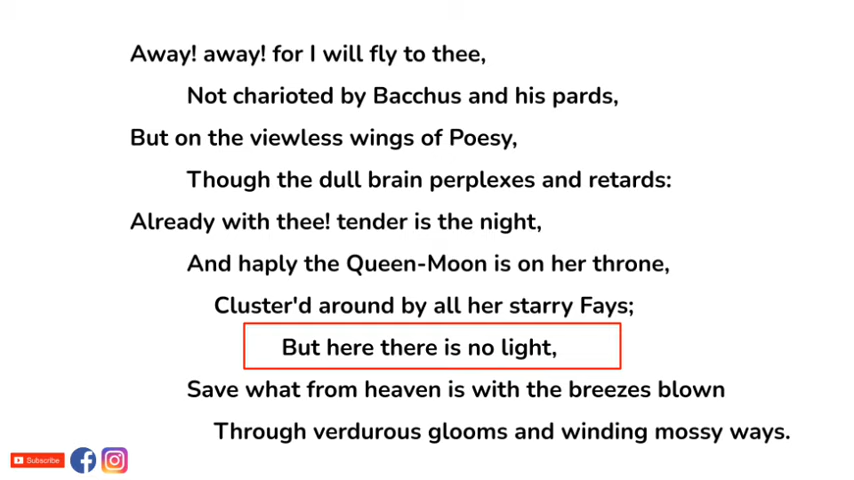 Away! away! for I will fly to thee,
Not charioted by Bacchus and his pards,
But on the viewless wings of Poesy,
Though the dull brain perplexes and retards:
Already with thee! tender is the night,
And haply the Queen-Moon is on her throne,
Cluster'd around by all her starry Fays;
But here there is no light,
Save what from heaven is with the breezes blown
Through verdurous glooms and winding mossy ways.
Subscribe